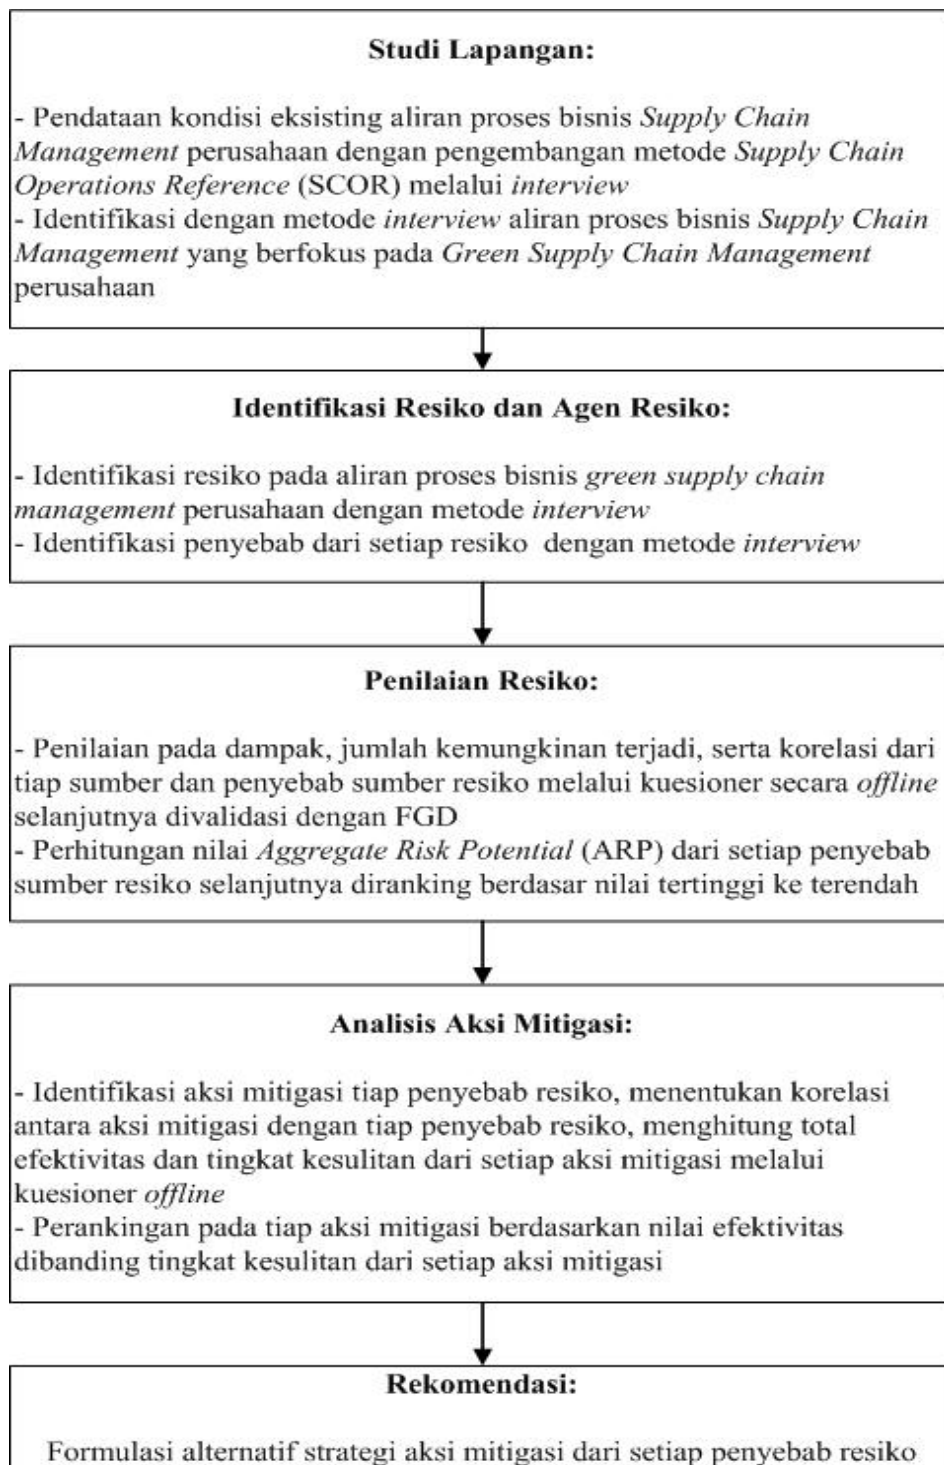 Studi Lapangan:
- Pendataan kondisi eksisting aliran proses bisnis Supply Chain
Management perusahaan dengan pengembangan metode Supply Chain
Operations Reference (SCOR) melalui interview
- Identifikasi dengan metode interview aliran proses bisnis Supply Chain
Management yang berfokus pada Green Supply Chain Management
perusahaan
Identifikasi Resiko dan Agen Resiko:
- Identifikasi resiko pada aliran proses bisnis green supply chain
management perusahaan dengan metode interview
- Identifikasi penyebab dari setiap resiko dengan metode interview
Penilaian Resiko:
- Penilaian pada dampak, jumlah kemungkinan terjadi, serta korelasi dari
tiap sumber dan penyebab sumber resiko melalui kuesioner secara offline
selanjutnya divalidasi dengan FGD
- Perhitungan nilai Aggregate Risk Potential (ARP) dari setiap penyebab
sumber resiko selanjutnya diranking berdasar nilai tertinggi ke terendah
Analisis Aksi Mitigasi:
- Identifikasi aksi mitigasi tiap penyebab resiko, menentukan korelasi
antara aksi mitigasi dengan tiap penyebab resiko, menghitung total
efektivitas dan tingkat kesulitan dari setiap aksi mitigasi melalui
kuesioner offline
- Perankingan pada tiap aksi mitigasi berdasarkan nilai efektivitas
dibanding tingkat kesulitan dari setiap aksi mitigasi
Rekomendasi:
Formulasi alternatif strategi aksi mitigasi dari setiap penyebab resiko